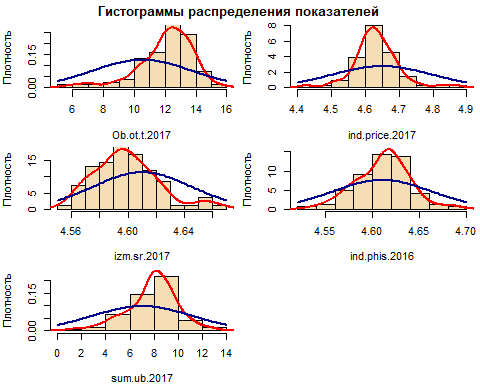 Гистограммы распределения показателей
Плотность
0.00 0.15
6 8 10 12 14 16
Ob.ot.t.2017
Плотность
0 2 4 6 8
4.4 4.5 4.6 4.7 4.8 4.9
ind.price.2017
Плотность
0 5 15
4.56 4.60 4.64
izm.sr.2017
Плотность
0 5 10
4.55 4.60 4.65 4.70
ind.phis.2016
Плотность
0.00 0.15
0 2 4 6 8 10 12 14
sum.ub.2017